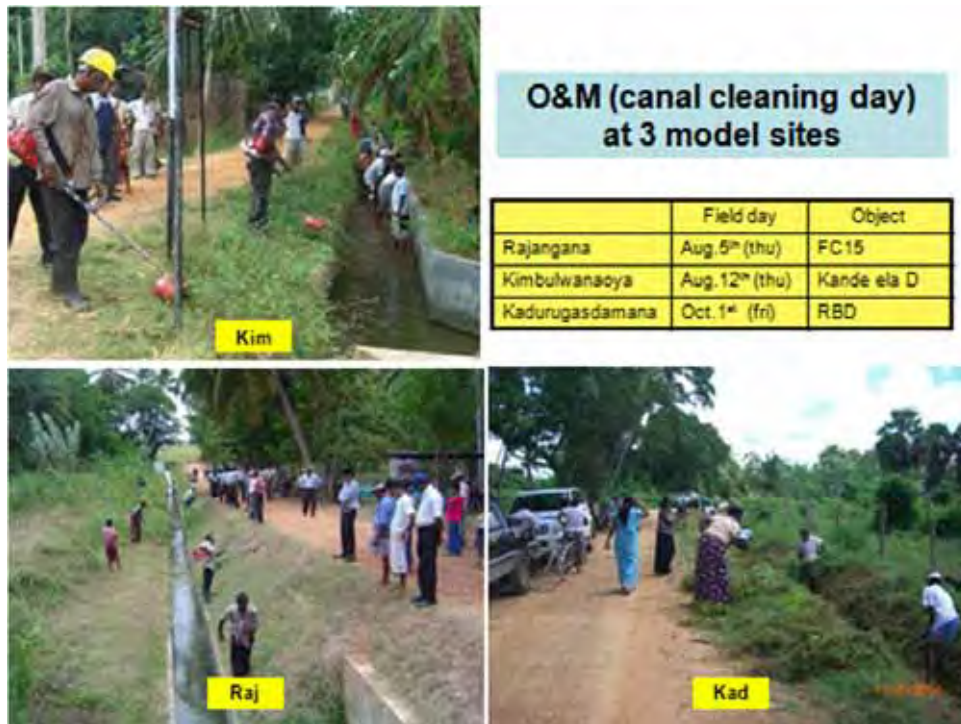 O&M (canal cleaning day)
at 3 model sites
Field day Object
Rajangana Aug.5th (thu) FC15
Kimbulwanaoya Aug.12th (thu) Kande ela D
Kadurugasdamana Oct.1st (fri) RBD
Kim
Raj
Kad